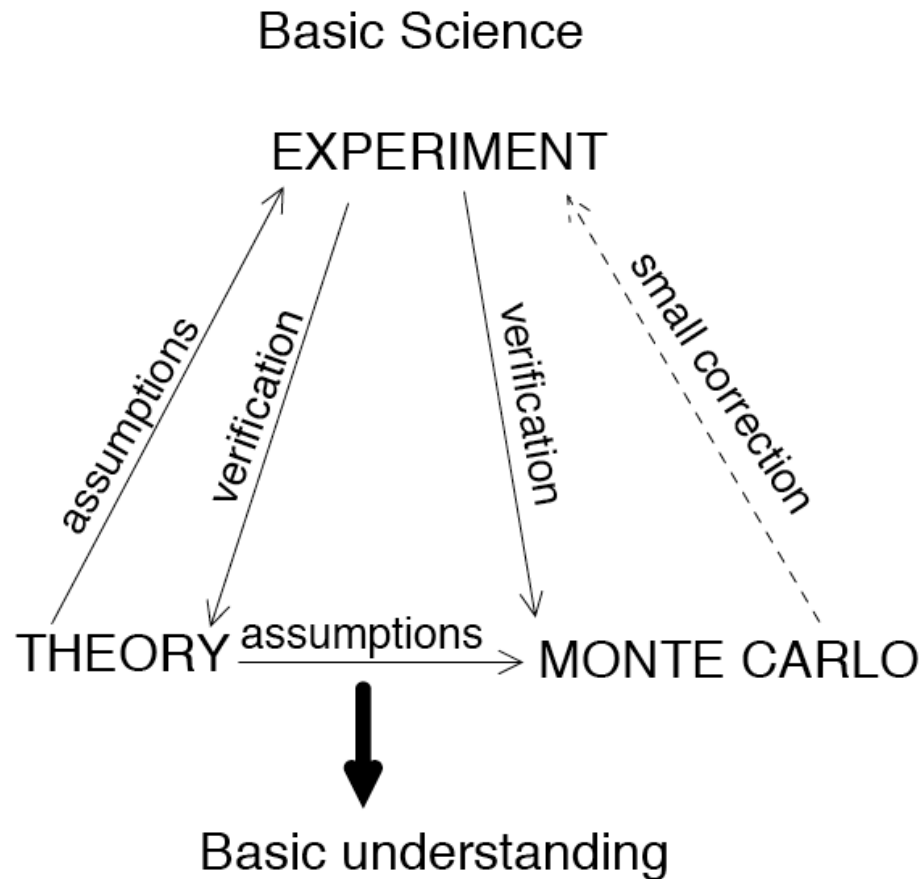 Basic Science
EXPERIMENT
assumptions
verification
verification
small correction
THEORY
assumptions
MONTE CARLO
Basic understanding